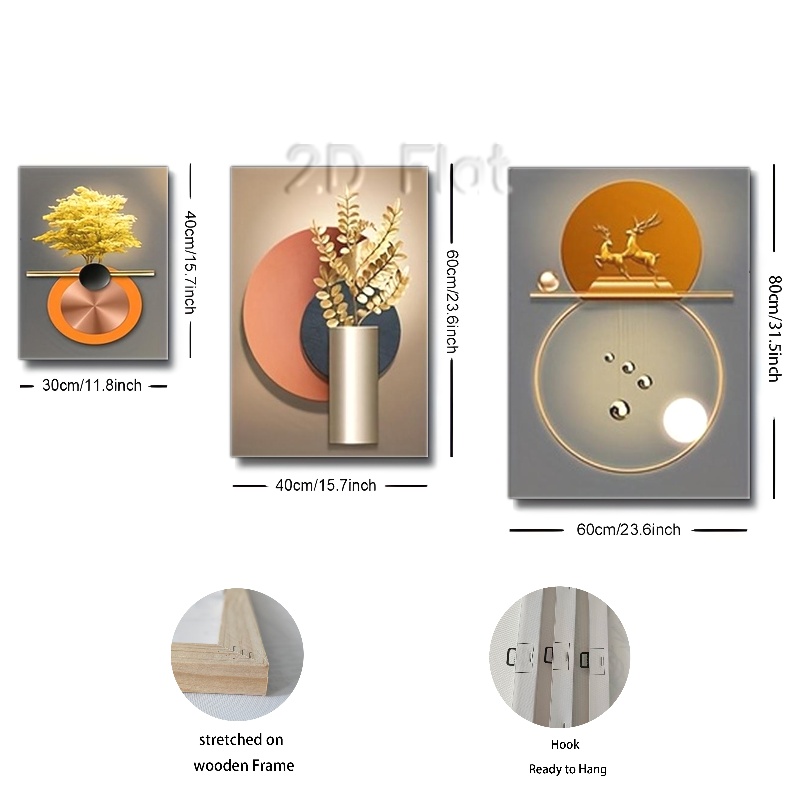 2D Flat
40cm/15.7inch
60cm/23.6inch
80cm/31.5inch
30cm/11.8inch
40cm/15.7inch
60cm/23.6inch
stretched on
wooden Frame
Hook
Ready to Hang